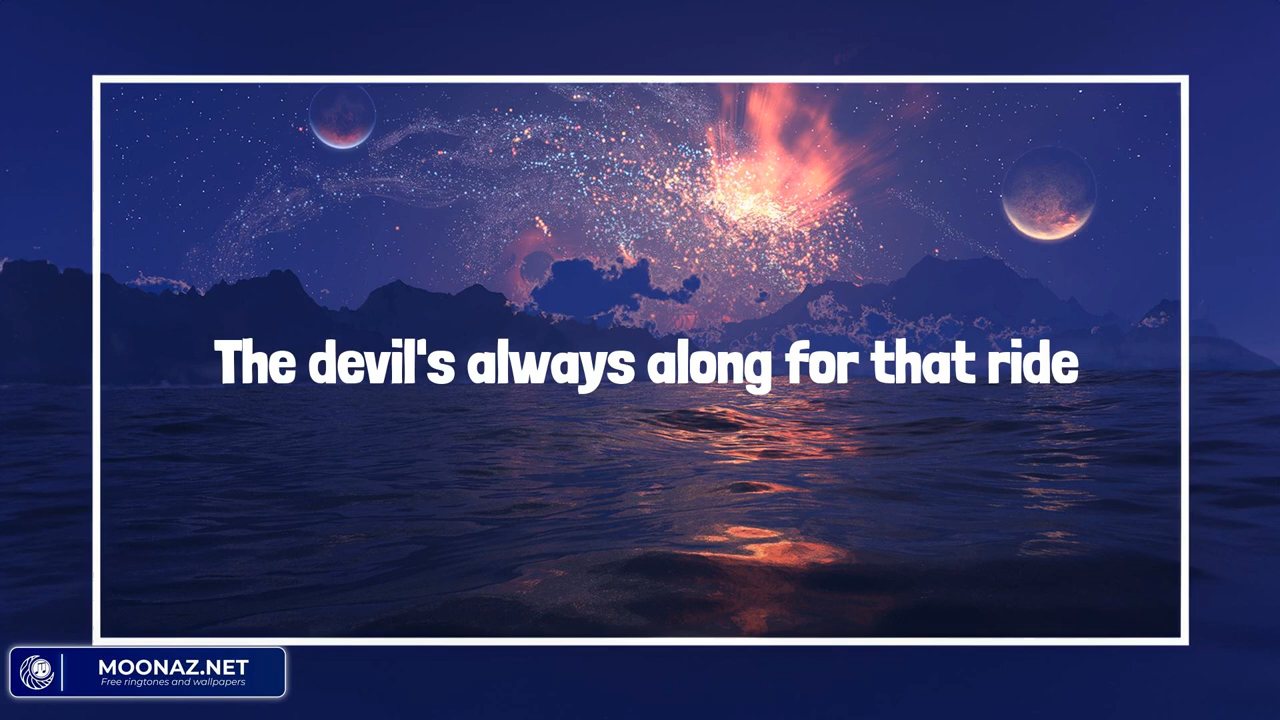 The devil's always along for that ride
MOONAZ.NET
Free ringtones and wallpapers